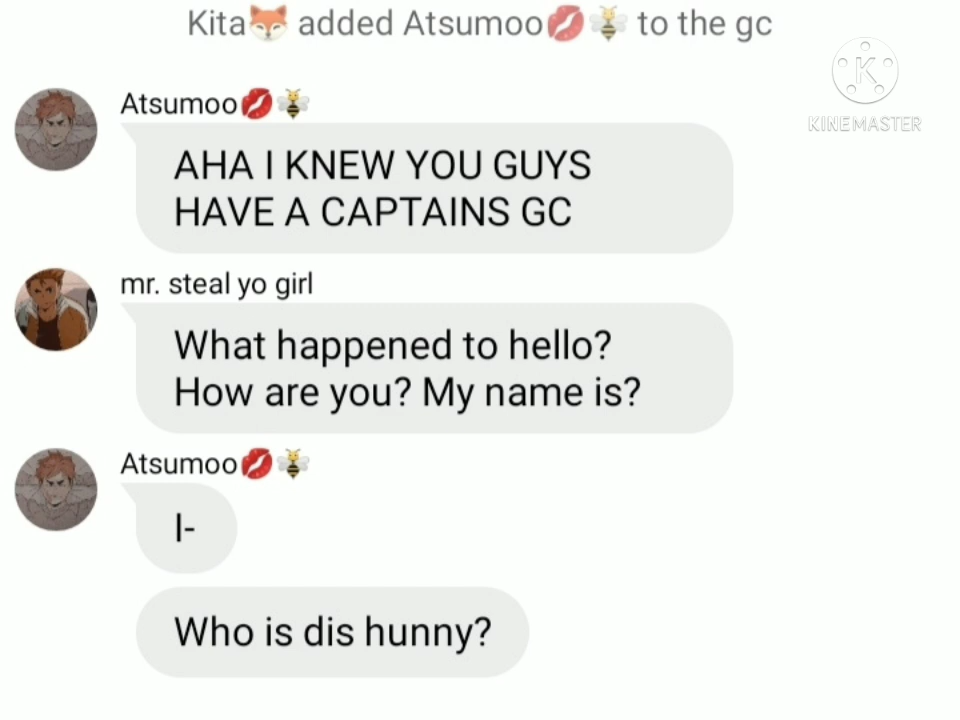 Kita🦊 added Atsumoo💋🐝 to the gc
KINEMASTER
Atsumoo💋🐝
AHA I KNEW YOU GUYS
HAVE A CAPTAINS GC
mr. steal yo girl
What happened to hello?
How are you? My name is?
Atsumoo💋🐝
I-
Who is dis hunny?